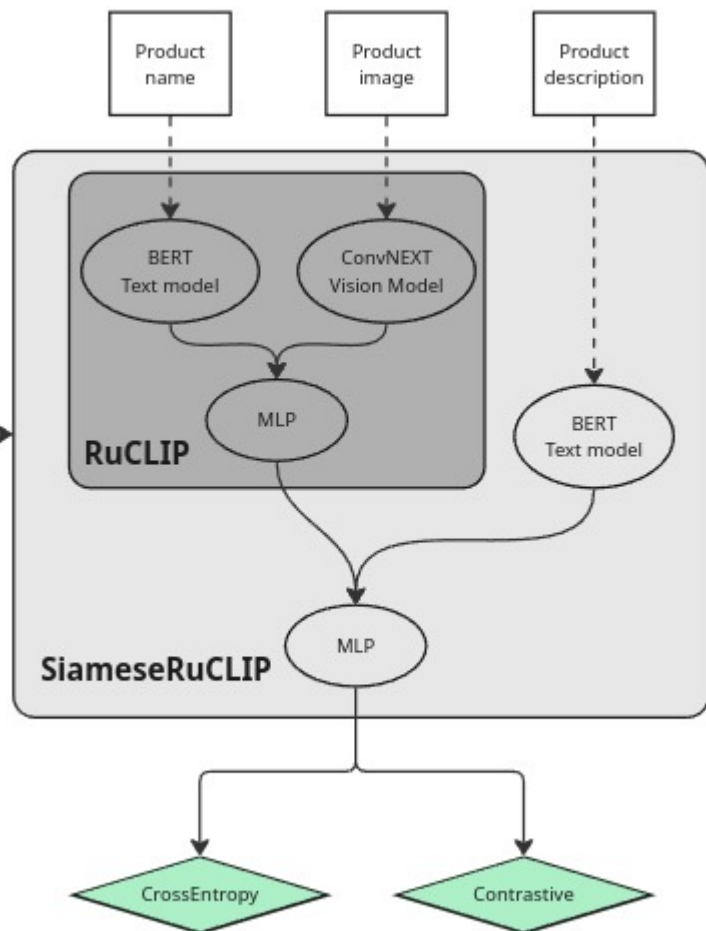 Product
name
Product
image
Product
description
BERT
Text model
ConvNEXT
Vision Model
MLP
RuCLIP
BERT
Text model
MLP
SiameseRuCLIP
CrossEntropy
Contrastive